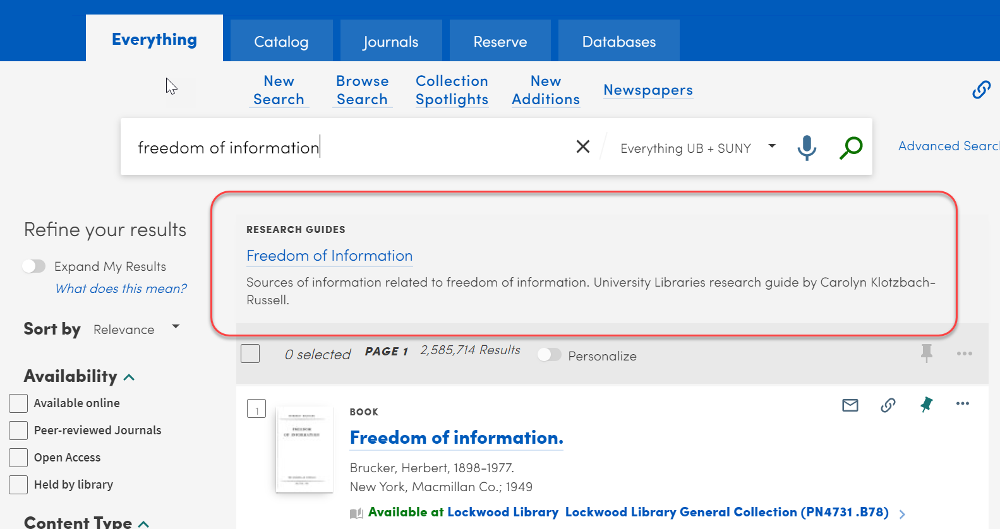 Everything
Catalog
Journals
Reserve
Databases
New Search
Browse Search
Collection Spotlights
New Additions
Newspapers
freedom of information
Everything UB + SUNY
Advanced Searc
Refine your results
Expand My Results
What does this mean?
Sort by Relevance
Availability
Available online
Peer-reviewed Journals
Open Access
Held by library
Content Type
RESEARCH GUIDES
Freedom of Information
Sources of information related to freedom of information. University Libraries research guide by Carolyn Klotzbach-
Russell.
0 selected PAGE 1 2,585,714 Results Personalize
1
FREEDOM
OF INFORMATION
BOOK
Freedom of information.
Brucker, Herbert, 1898-1977.
New York, Macmillan Co.; 1949
Available at Lockwood Library Lockwood Library General Collection (PN4731 .B78)